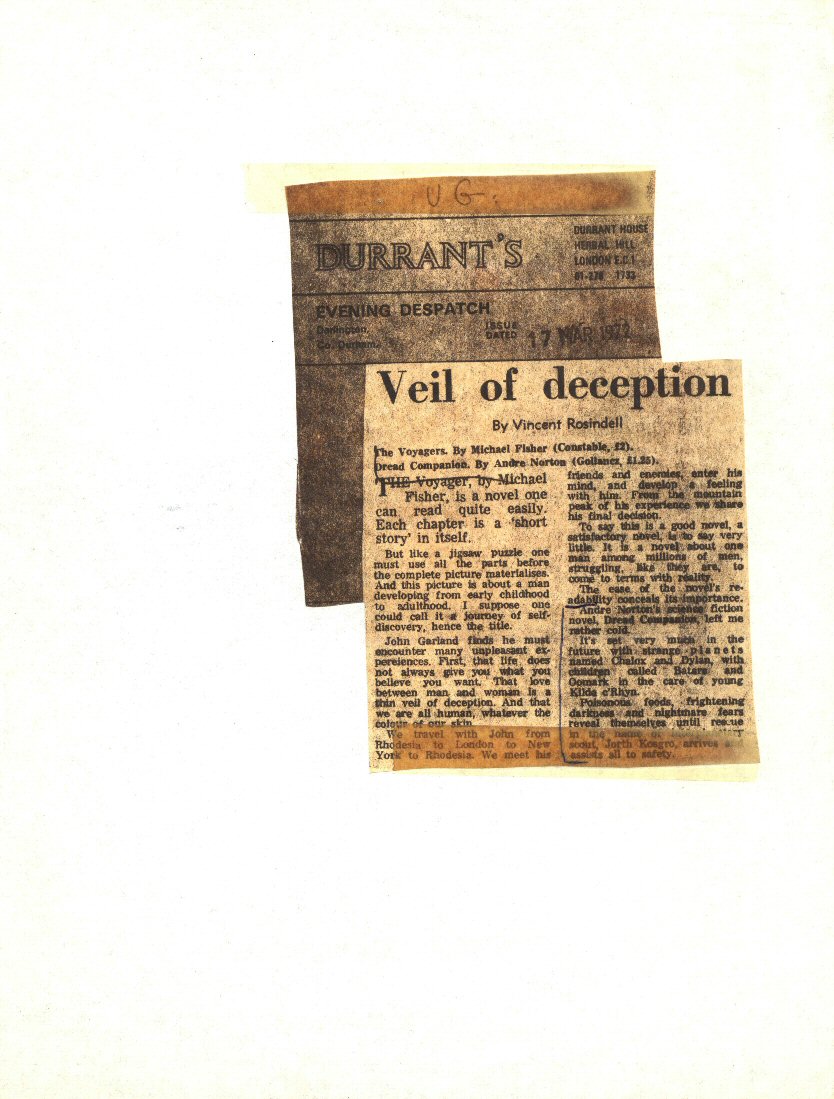 U G.
DURRANT'S
DURRANT HOUSE
HERBAL HILL
LONDON E.C.1
01-278 1733
EVENING DESPATCH
Darlington,
Co. Durham.
ISSUE
DATED
17 MAR 1972
Veil of deception
By Vincent Rosindell
The Voyagers. By Michael Fisher (Constable, £2).
Dread Companion. By Andre Norton (Gollancz, £1.25).
THE Voyager, by Michael
Fisher, is a novel one
can read quite easily.
Each chapter is a 'short
story' in itself.
But like a jigsaw puzzle one
must use all the parts before
the complete picture materialises.
And this picture is about a man
developing from early childhood
to adulthood. I suppose one
could call it a journey of self-
discovery, hence the title.
John Garland finds he must
encounter many unpleasant ex-
pereiences. First, that life does
not always give you what you
believe you want. That love
between man and woman is a
thin veil of deception. And that
we are all human, whatever the
colour of our skin.
We travel with John from
Rhodesia to London to New
York to Rhodesia. We meet his
friends and enemies, enter his
mind, and develop a feeling
with him. From the mountain
peak of his experience we share
his final decision.
To say this is a good novel, a
satisfactory novel, is to say very
little. It is a novel about one
man among millions of men,
struggling, like they are, to
come to terms with reality.
The ease of the novel's re-
adability conceals its importance.
Andre Norton's science fiction
novel, Dread Companion, left me
rather cold.
It's set very much in the
future with strange planets
named Chalox and Dylan, with
children called Bartare and
Oomark in the care of young
Kilda c'Rhyn.
Poisonous foods, frightening
darkness and nightmare fears
reveal themselves until rescue
in the name of
scout, Jorth Kosgro, arrives
assists all to safety.